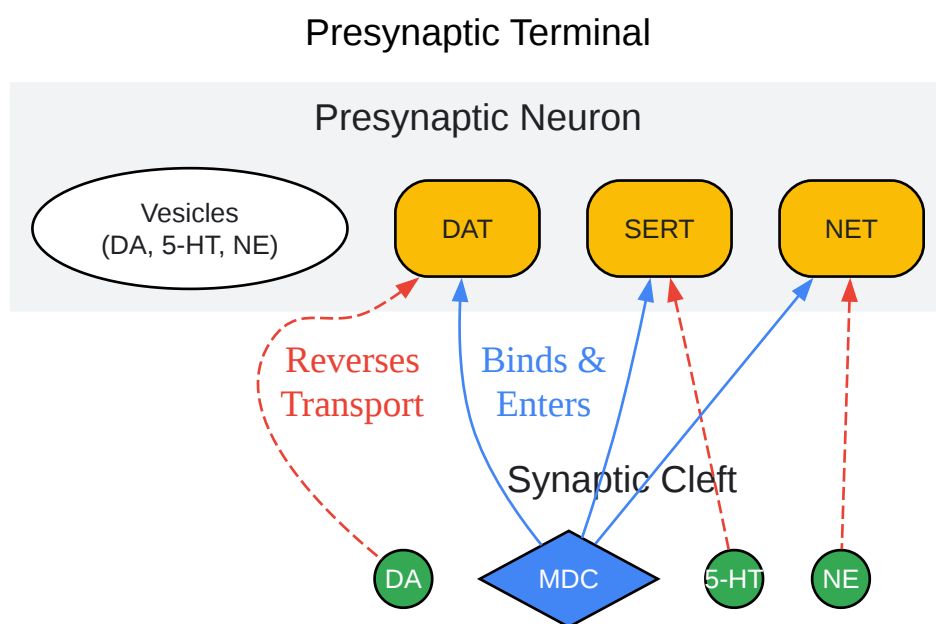 Presynaptic Terminal
Presynaptic Neuron
Vesicles
(DA, 5-HT, NE)
DAT
SERT
NET
Reverses
Transport
Binds &
Enters
Synaptic Cleft
DA
MDC
5-HT
NE